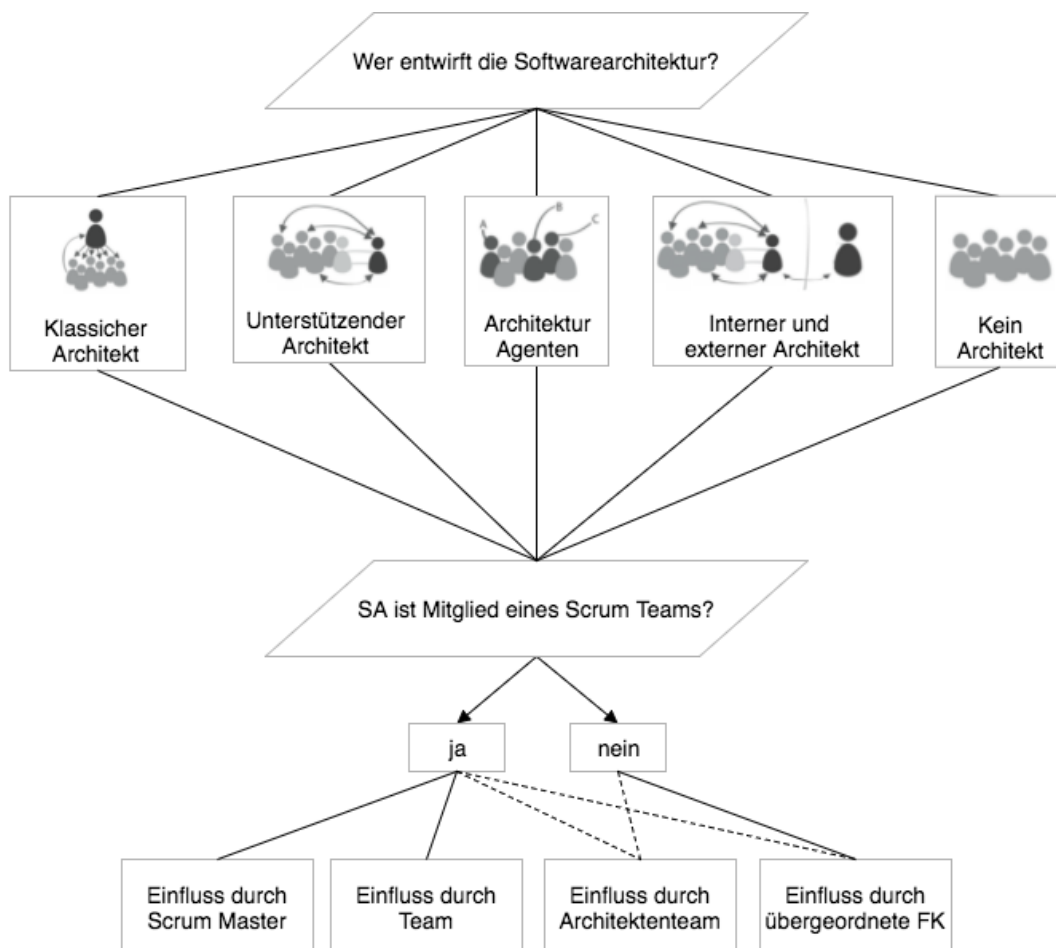 Wer entwirft die Softwarearchitektur?
Klassicher
Architekt
Unterstützender
Architekt
A
B
C
Architektur
Agenten
Interner und
externer Architekt
Kein
Architekt
SA ist Mitglied eines Scrum Teams?
ja
nein
Einfluss durch
Scrum Master
Einfluss durch
Team
Einfluss durch
Architektenteam
Einfluss durch
übergeordnete FK